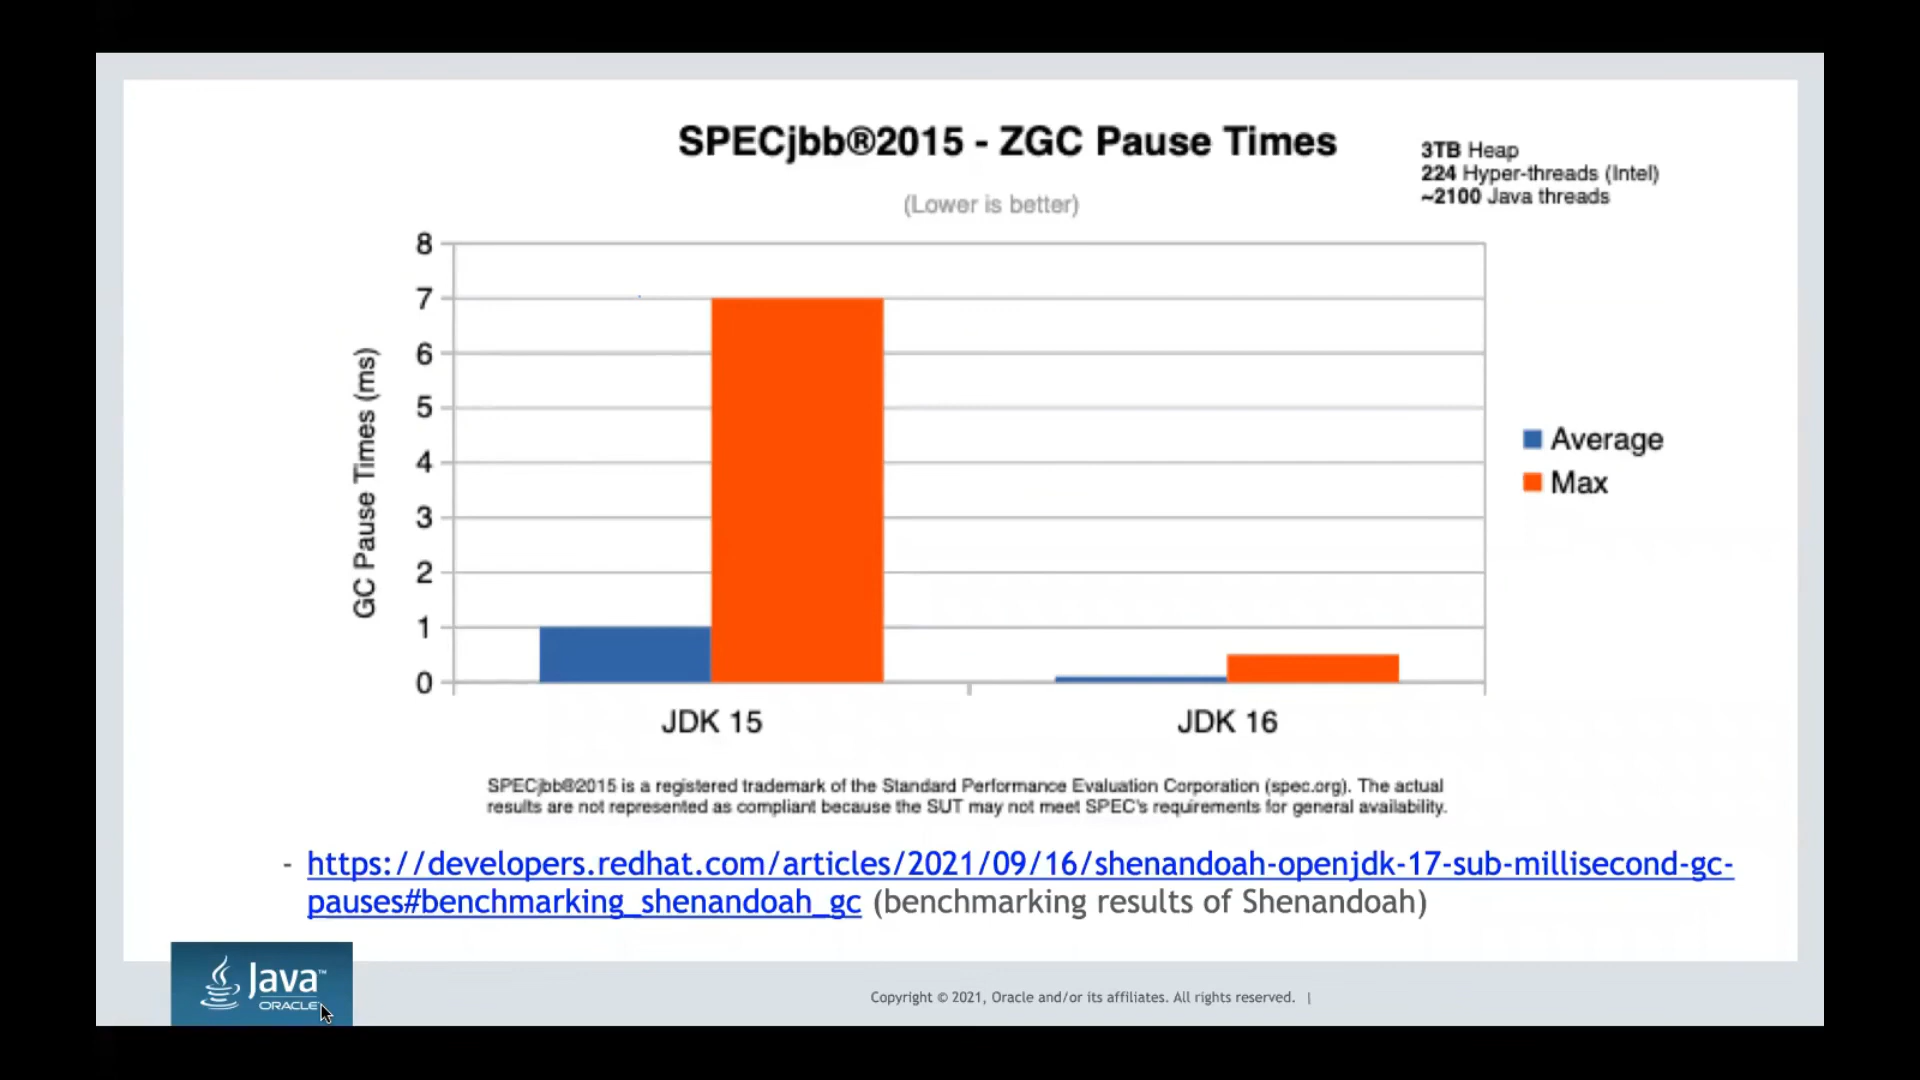 SPECjbb®2015 - ZGC Pause Times
(Lower is better)
3TB Heap
224 Hyper-threads (Intel)
~2100 Java threads
GC Pause Times (ms)
8
7
6
5
4
3
2
1
0
JDK 15
JDK 16
Average
Max
SPECjbb®2015 is a registered trademark of the Standard Performance Evaluation Corporation (spec.org). The actual
results are not represented as compliant because the SUT may not meet SPEC's requirements for general availability.
- https://developers.redhat.com/articles/2021/09/16/shenandoah-openjdk-17-sub-millisecond-gc-
pauses#benchmarking_shenandoah_gc (benchmarking results of Shenandoah)
Java™
ORACLE
Copyright © 2021, Oracle and/or its affiliates. All rights reserved. |